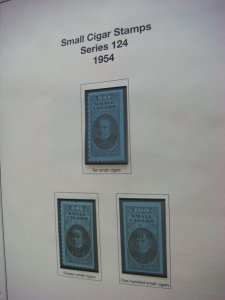 Small Cigar Stamps
Series 124
1954
SMALL
CIGARS
Ten small cigars
SMALL
CIGARS
SMALL
CIGARS
small cigars
One hundred small cigars